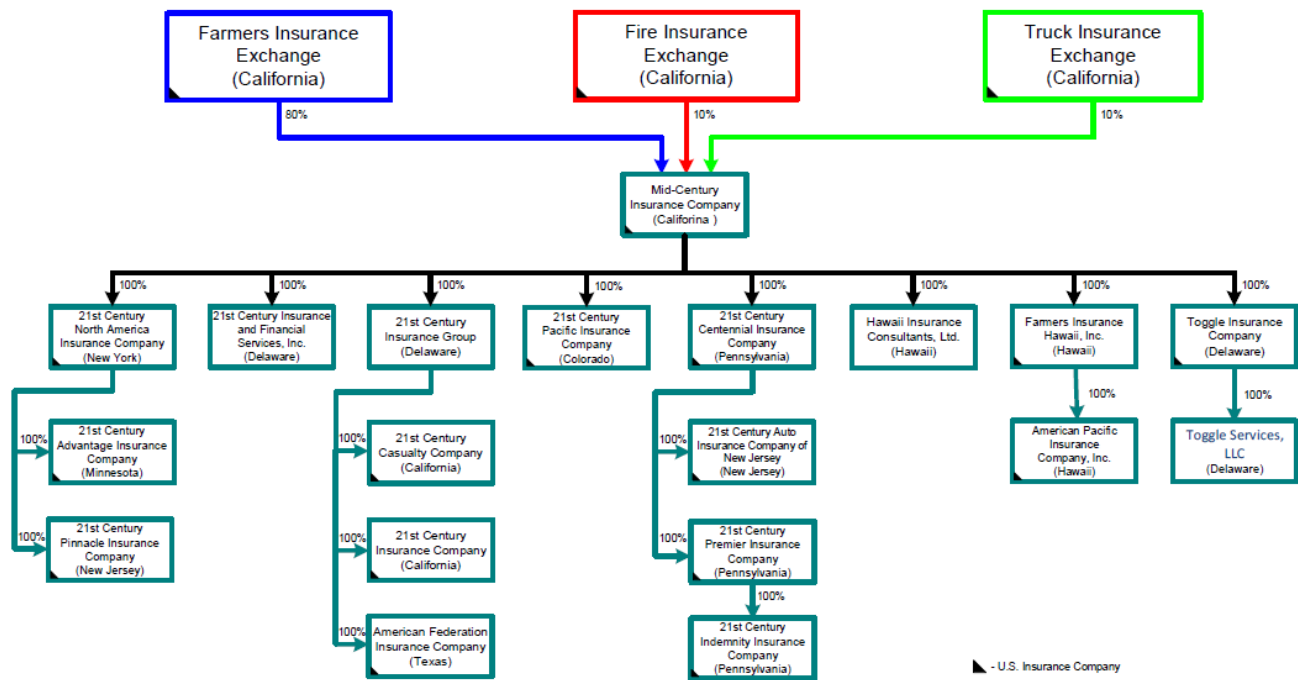 Farmers Insurance
Exchange
(California)
Fire Insurance
Exchange
(California)
Truck Insurance
Exchange
(California)
80%
10%
10%
Mid-Century
Insurance Company
(Califorina )
100%
100%
100%
100%
100%
100%
100%
100%
21st Century
North America
Insurance Company
(New York)
21st Century Insurance
and Financial
Services, Inc.
(Delaware)
21st Century
Insurance Group
(Delaware)
21st Century
Pacific Insurance
Company
(Colorado)
21st Century
Centennial Insurance
Company
(Pennsylvania)
Hawaii Insurance
Consultants, Ltd.
(Hawaii)
Farmers Insurance
Hawaii, Inc.
(Hawaii)
Toggle Insurance
Company
(Delaware)
100%
100%
100%
21st Century
Advantage Insurance
Company
(Minnesota)
100%
21st Century
Casualty Company
(California)
100%
21st Century Auto
Insurance Company of
New Jersey
(New Jersey)
American Pacific
Insurance
Company, Inc.
(Hawaii)
Toggle Services,
LLC
(Delaware)
100%
21st Century
Pinnacle Insurance
Company
(New Jersey)
100%
21st Century
Insurance Company
(California)
100%
21st Century
Premier Insurance
Company
(Pennsylvania)
100%
100%
American Federation
Insurance Company
(Texas)
21st Century
Indemnity Insurance
Company
(Pennsylvania)
- U.S. Insurance Company